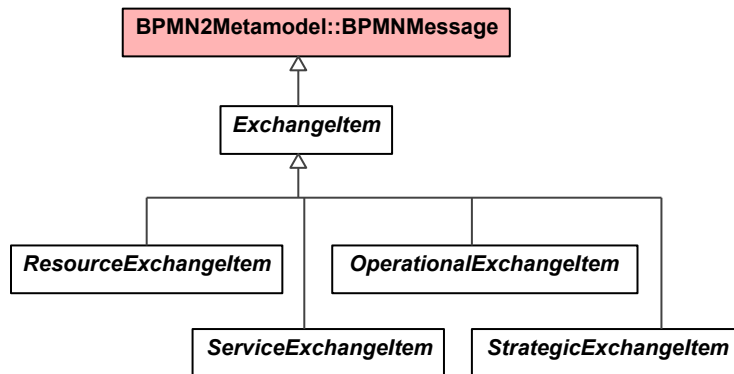 BPMN2Metamodel::BPMNMessage
ExchangeItem
ResourceExchangeItem
OperationalExchangeItem
ServiceExchangeItem
StrategicExchangeItem